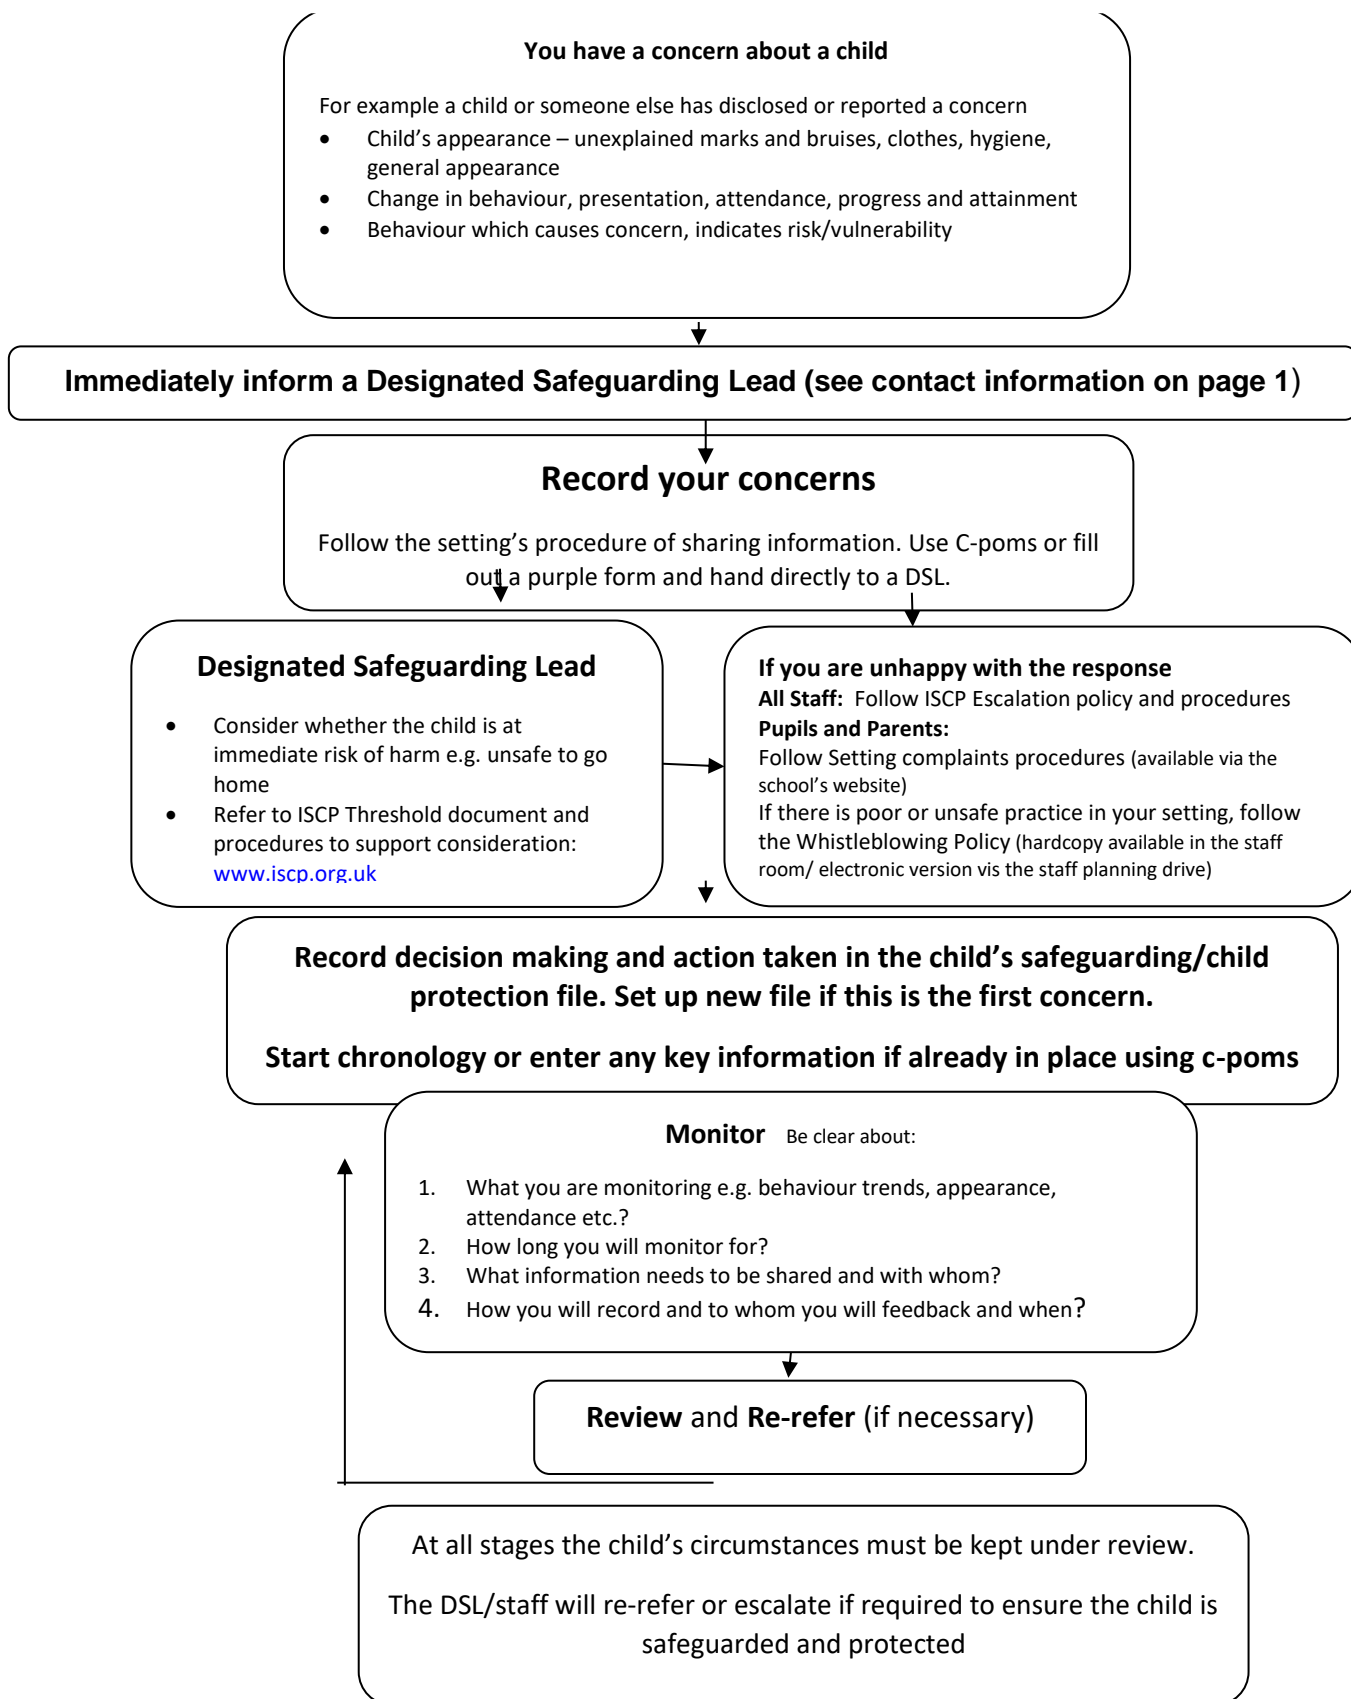 You have a concern about a child
For example a child or someone else has disclosed or reported a concern
• Child's appearance – unexplained marks and bruises, clothes, hygiene,
general appearance
• Change in behaviour, presentation, attendance, progress and attainment
• Behaviour which causes concern, indicates risk/vulnerability
Immediately inform a Designated Safeguarding Lead (see contact information on page 1)
Record your concerns
Follow the setting's procedure of sharing information. Use C-poms or fill
out a purple form and hand directly to a DSL.
Designated Safeguarding Lead
• Consider whether the child is at
immediate risk of harm e.g. unsafe to go
home
• Refer to ISCP Threshold document and
procedures to support consideration:
www.iscp.org.uk
If you are unhappy with the response
All Staff: Follow ISCP Escalation policy and procedures
Pupils and Parents:
Follow Setting complaints procedures (available via the
school's website)
If there is poor or unsafe practice in your setting, follow
the Whistleblowing Policy (hardcopy available in the staff
room/ electronic version vis the staff planning drive)
Record decision making and action taken in the child's safeguarding/child
protection file. Set up new file if this is the first concern.
Start chronology or enter any key information if already in place using c-poms
Monitor Be clear about:
1. What you are monitoring e.g. behaviour trends, appearance,
attendance etc.?
2. How long you will monitor for?
3. What information needs to be shared and with whom?
4. How you will record and to whom you will feedback and when?
Review and Re-refer (if necessary)
At all stages the child's circumstances must be kept under review.
The DSL/staff will re-refer or escalate if required to ensure the child is
safeguarded and protected